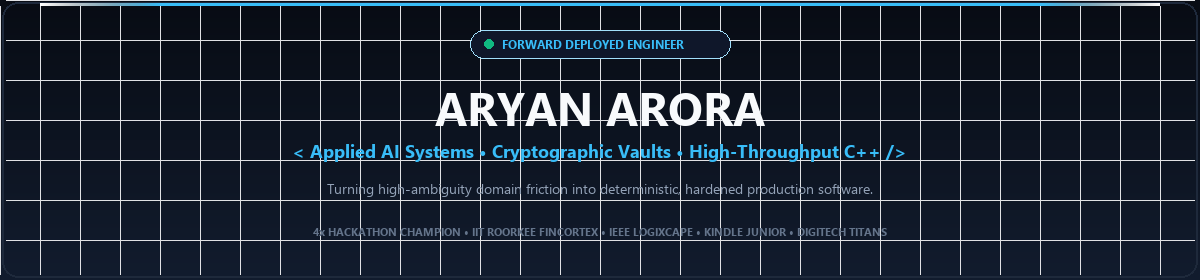 FORWARD DEPLOYED ENGINEER
ARYAN ARORA
< Applied AI Systems • Cryptographic Vaults • High-Throughput C++ />
Turning high-ambiguity domain friction into deterministic, hardened production software.
4x HACKATHON CHAMPION • IIT ROORKEE FINCORTEX • IEEE LOGIXCAPE • KINDLE JUNIOR • DIGITECH TITANS